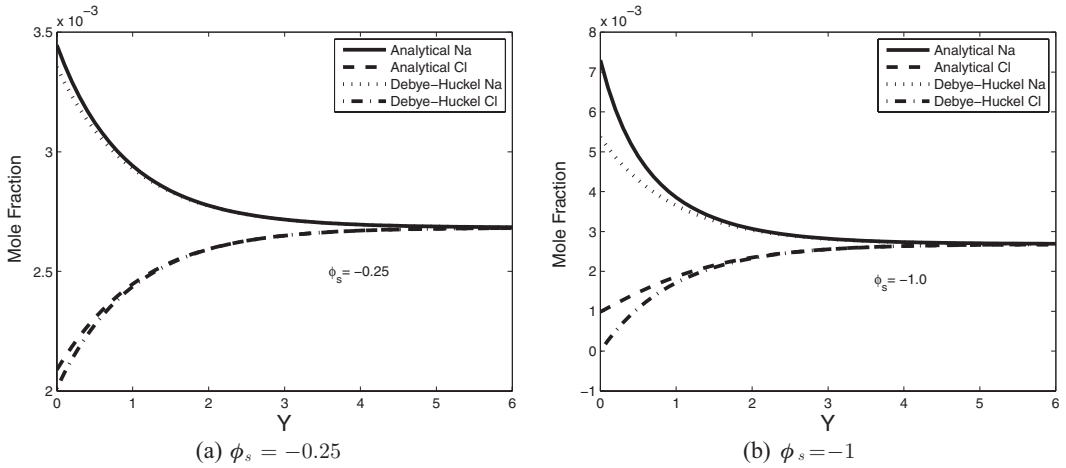 x 10⁻³
3.5
3
2.5
2
Mole Fraction
Analytical Na
Analytical Cl
Debye−Huckel Na
Debye−Huckel Cl
ϕs= −0.25
0 1 2 3 4 5 6
Y
(a) ϕs = −0.25
x 10⁻³
8
7
6
5
4
3
2
1
0
−1
Mole Fraction
Analytical Na
Analytical Cl
Debye−Huckel Na
Debye−Huckel Cl
ϕs= −1.0
0 1 2 3 4 5 6
Y
(b) ϕs=−1